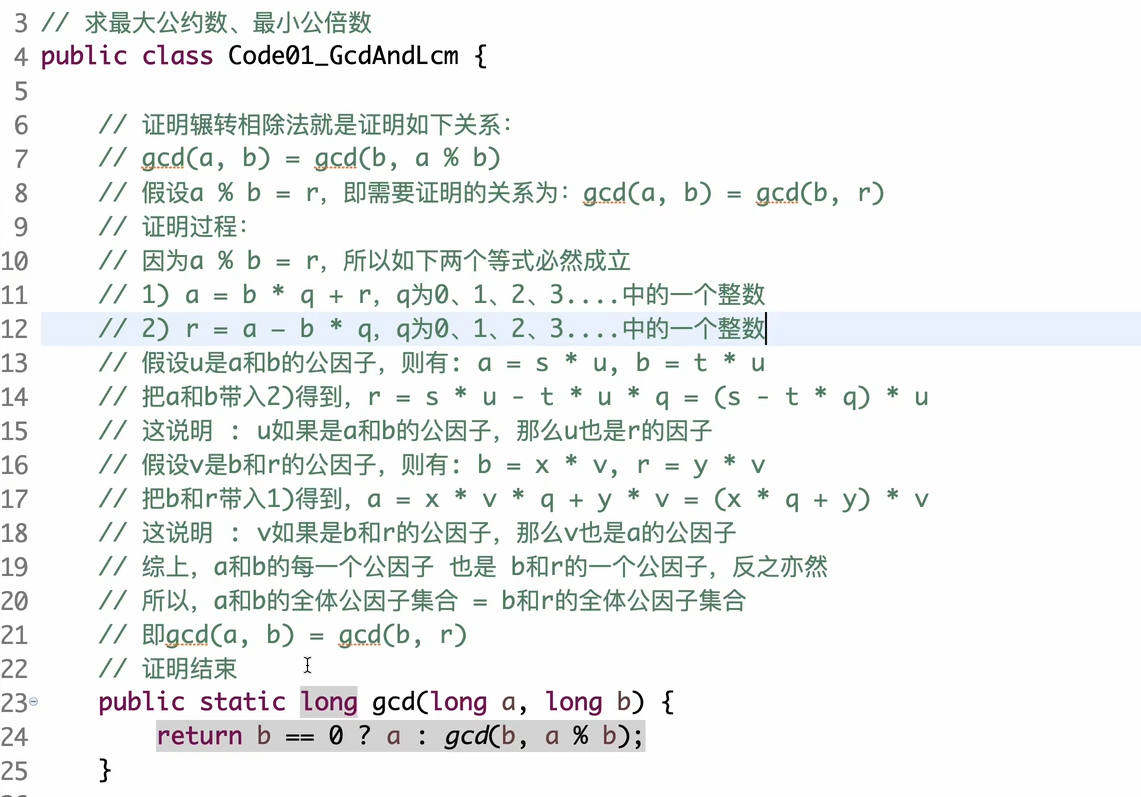 3 // 求最大公约数、最小公倍数
4 public class Code01_GcdAndLcm {
5
6 // 证明辗转相除法就是证明如下关系：
7 // gcd(a, b) = gcd(b, a % b)
8 // 假设a % b = r，即需要证明的关系为：gcd(a, b) = gcd(b, r)
9 // 证明过程：
10 // 因为a % b = r，所以如下两个等式必然成立
11 // 1) a = b * q + r，q为0、1、2、3....中的一个整数
12 // 2) r = a − b * q，q为0、1、2、3....中的一个整数
13 // 假设u是a和b的公因子，则有: a = s * u, b = t * u
14 // 把a和b带入2)得到，r = s * u - t * u * q = (s - t * q) * u
15 // 这说明 : u如果是a和b的公因子，那么u也是r的因子
16 // 假设v是b和r的公因子，则有: b = x * v, r = y * v
17 // 把b和r带入1)得到，a = x * v * q + y * v = (x * q + y) * v
18 // 这说明 : v如果是b和r的公因子，那么v也是a的公因子
19 // 综上，a和b的每一个公因子 也是 b和r的一个公因子，反之亦然
20 // 所以，a和b的全体公因子集合 = b和r的全体公因子集合
21 // 即gcd(a, b) = gcd(b, r)
22 // 证明结束
23 public static long gcd(long a, long b) {
24 return b == 0 ? a : gcd(b, a % b);
25 }